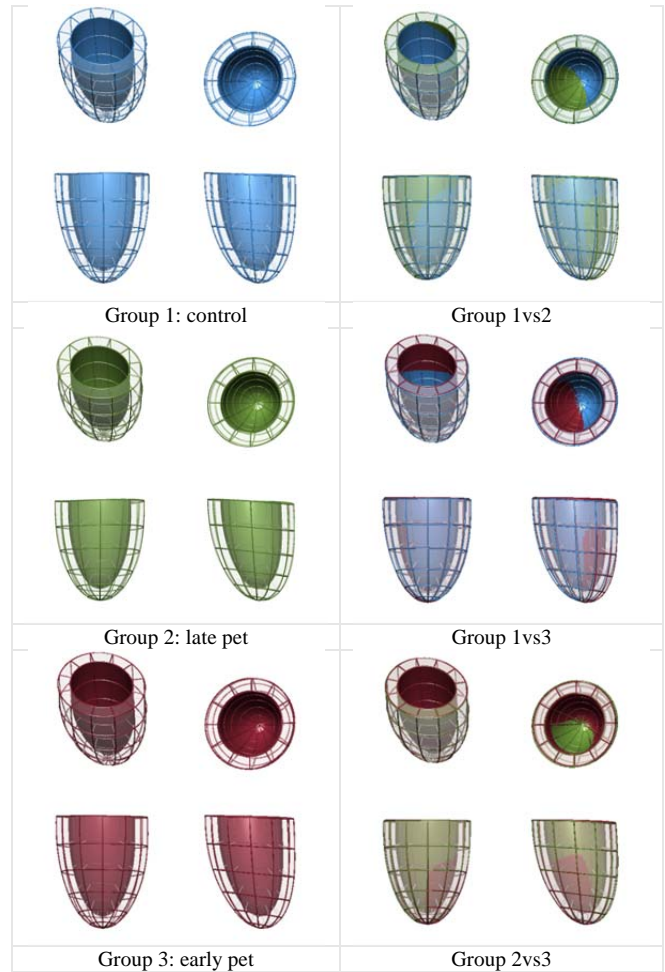 Group 1: control
Group 1vs2
Group 2: late pet
Group 1vs3
Group 3: early pet
Group 2vs3